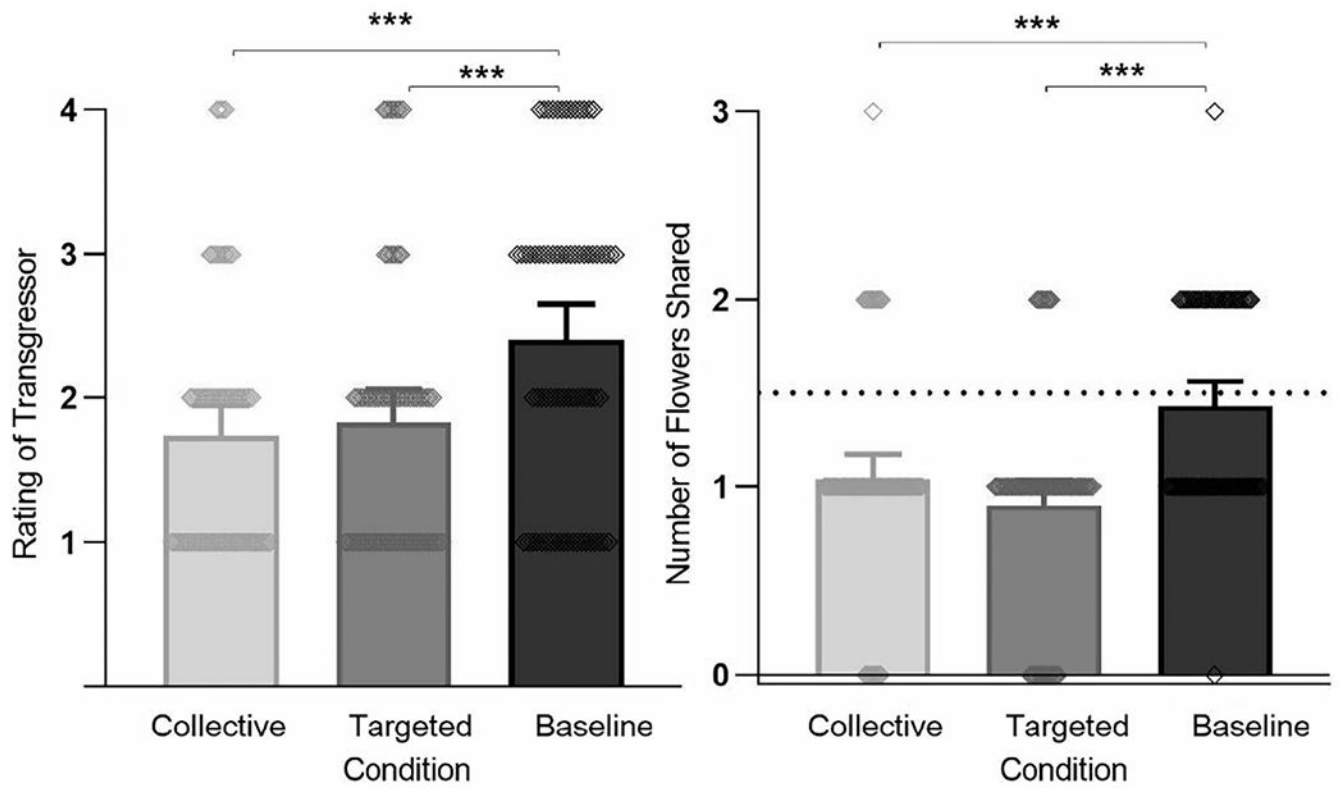 ***
***
4
3
2
1
Rating of Transgressor
Collective Targeted Baseline
Condition
***
***
3
2
1
0
Number of Flowers Shared
Collective Targeted Baseline
Condition